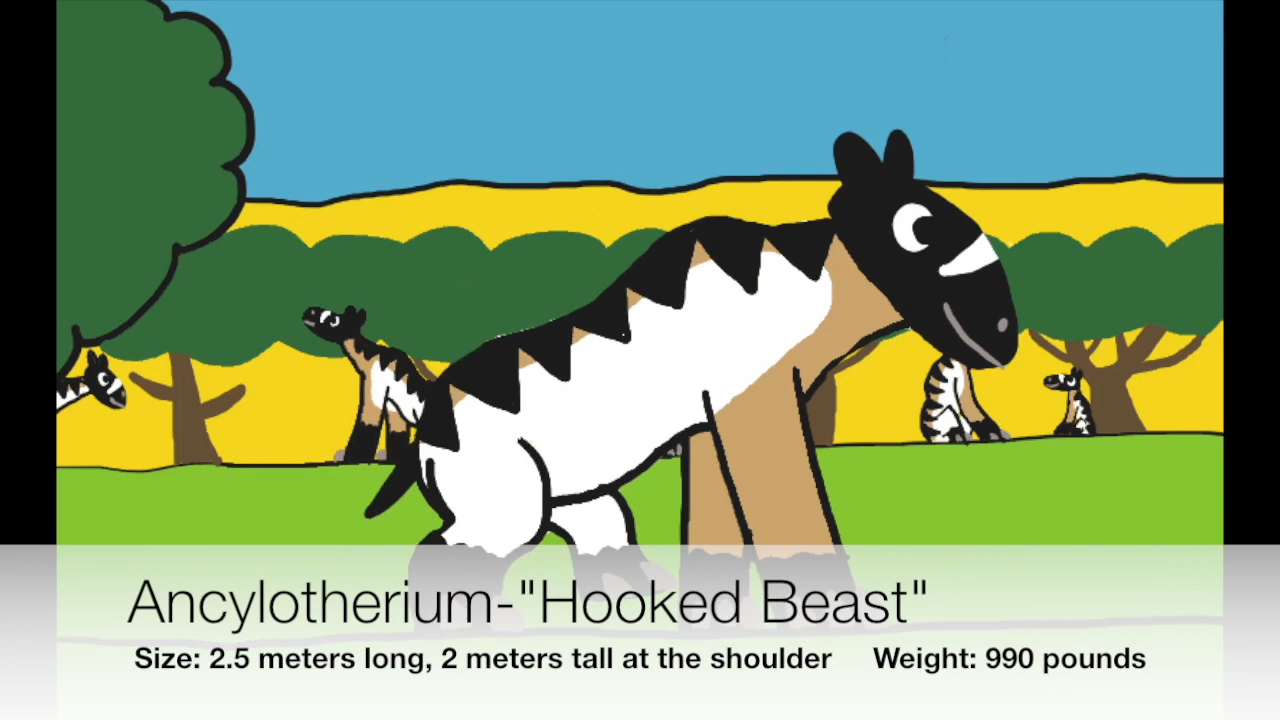 Ancylotherium-"Hooked Beast"
Size: 2.5 meters long, 2 meters tall at the shoulder Weight: 990 pounds